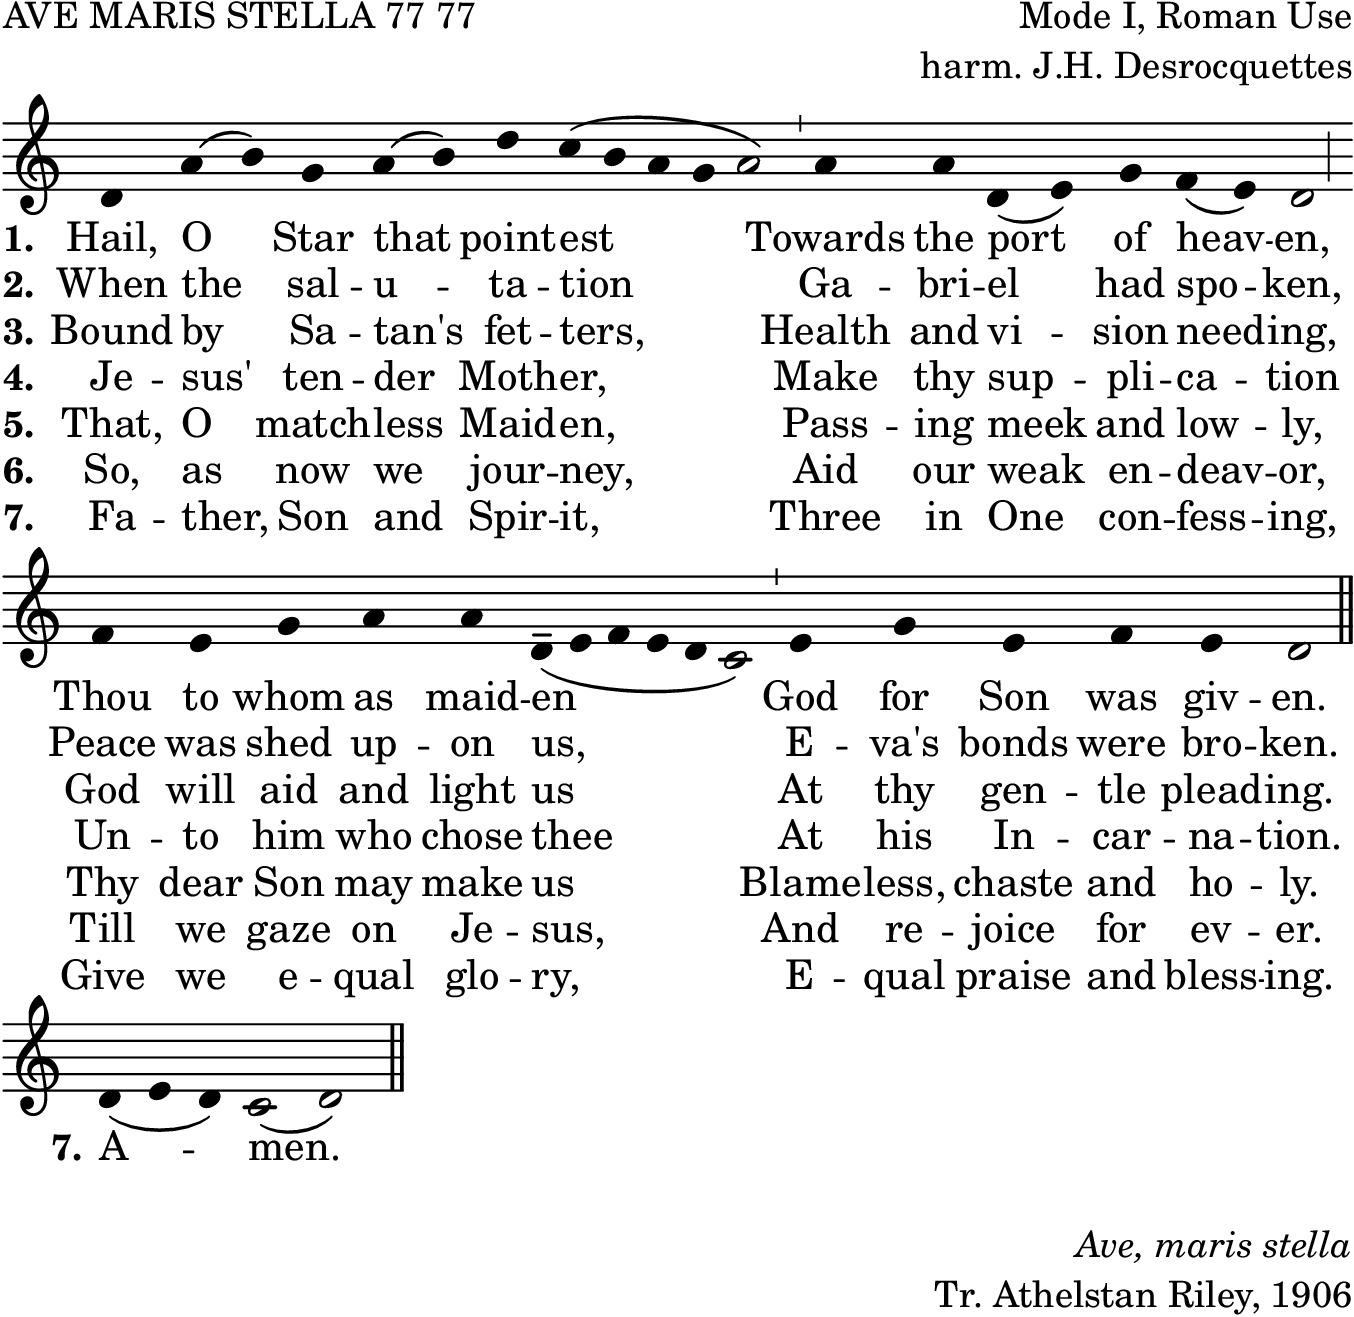 AVE MARIS STELLA 77 77
Mode I, Roman Use
harm. J.H. Desrocquettes
1. Hail, O Star that point-est Towards the port of heav-en,
2. When the sal-u-ta-tion Ga-bri-el had spo-ken,
3. Bound by Sa-tan's fet-ters, Health and vi-sion needing,
4. Je-sus' ten-der Mother, Make thy sup-pli-ca-tion
5. That, O matchless Maiden, Pass-ing meek and low-ly,
6. So, as now we jour-ney, Aid our weak en-deav-or,
7. Fa-ther, Son and Spir-it, Three in One con-fess-ing,
Thou to whom as maid-en God for Son was giv-en.
Peace was shed up-on us, E-va's bonds were bro-ken.
God will aid and light us At thy gen-tle pleading.
Un-to him who chose thee At his In-car-na-tion.
Thy dear Son may make us Blameless, chaste and ho-ly.
Till we gaze on Je-sus, And re-joice for ev-er.
Give we e-qual glo-ry, E-qual praise and bless-ing.
7. A-men.
Ave, maris stella
Tr. Athelstan Riley, 1906